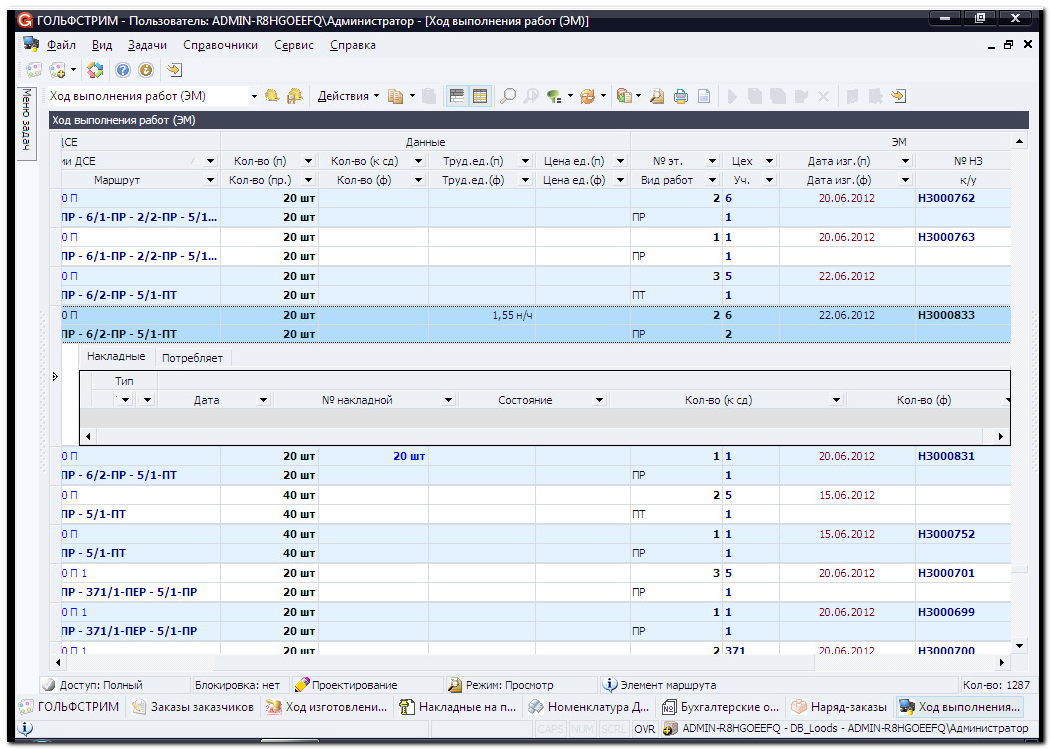 ГОЛЬФСТРИМ - Пользователь: ADMIN-R8HGOEEFQ\Администратор - [Ход выполнения работ (ЭМ)]
Файл Вид Задачи Справочники Сервис Справка
Меню задач
Ход выполнения работ (ЭМ) Действия
Ход выполнения работ (ЭМ)
ДСЕ Данные ЭМ
ии ДСЕ Кол-во (п) Кол-во (к сд) Труд.ед.(п) Цена ед.(п) № эт. Цех Дата изг.(п) № НЗ
Маршрут Кол-во (пр.) Кол-во (ф) Труд.ед.(ф) Цена ед.(ф) Вид работ Уч. Дата изг.(ф) к/у
0 П 20 шт 2 6 20.06.2012 НЗ000762
ПР - 6/1-ПР - 2/2-ПР - 5/1... 20 шт ПР 1
0 П 20 шт 1 1 20.06.2012 НЗ000763
ПР - 6/1-ПР - 2/2-ПР - 5/1... 20 шт ПР 1
0 П 20 шт 3 5 22.06.2012
ПР - 6/2-ПР - 5/1-ПТ 20 шт ПТ 1
0 П 20 шт 1,55 н/ч 2 6 22.06.2012 НЗ000833
ПР - 6/2-ПР - 5/1-ПТ 20 шт ПР 2
Накладные Потребляет
Тип
Дата № накладной Состояние Кол-во (к сд) Кол-во (ф)
0 П 20 шт 20 шт 1 1 20.06.2012 НЗ000831
ПР - 6/2-ПР - 5/1-ПТ 20 шт ПР 1
0 П 40 шт 2 5 15.06.2012
ПР - 5/1-ПТ 40 шт ПТ 1
0 П 40 шт 1 1 15.06.2012 НЗ000752
ПР - 5/1-ПТ 40 шт ПР 1
0 П 1 20 шт 3 5 20.06.2012 НЗ000701
ПР - 371/1-ПЕР - 5/1-ПР 20 шт ПР 1
0 П 1 20 шт 1 1 20.06.2012 НЗ000699
ПР - 371/1-ПЕР - 5/1-ПР 20 шт ПР 1
0 П 1 20 шт 2 371 20.06.2012 НЗ000700
Доступ: Полный Блокировка: нет Проектирование Режим: Просмотр Элемент маршрута Кол-во: 1287
ГОЛЬФСТРИМ Заказы заказчиков Ход изготовлени... Накладные на п... Номенклатура Д... Бухгалтерские о... Наряд-заказы Ход выполнения...
CAPS NUM SCRL OVR ADMIN-R8HGOEEFQ - DB_Loods - ADMIN-R8HGOEEFQ\Администратор